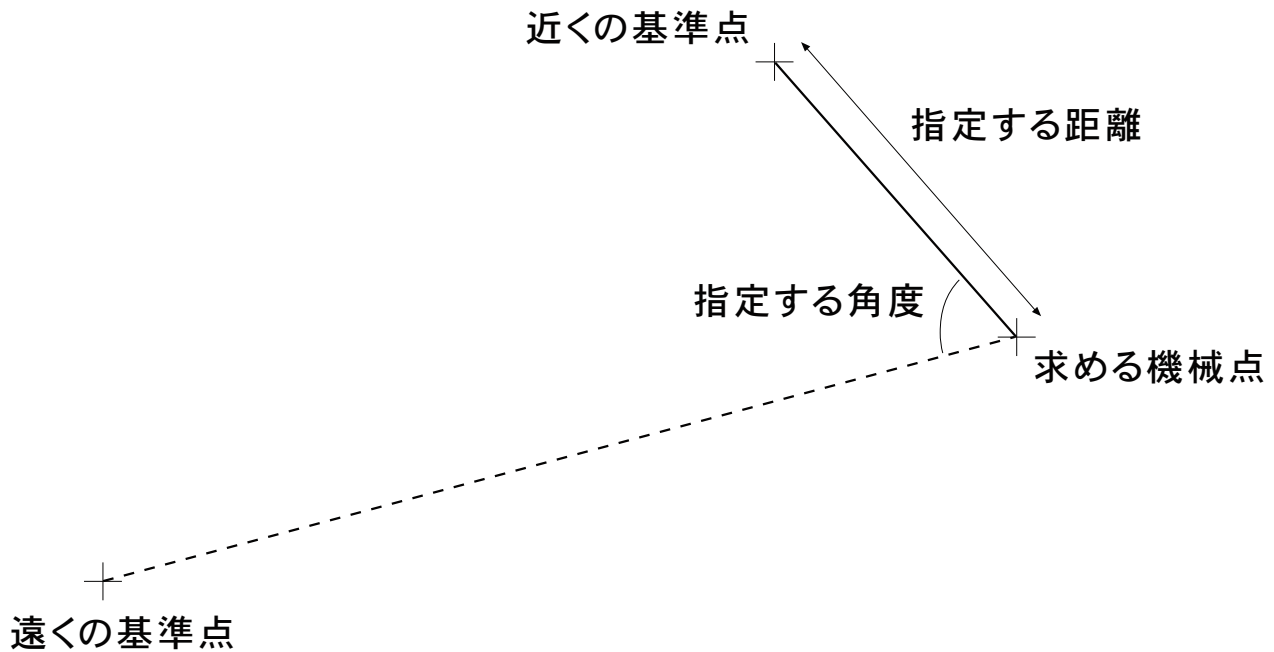 近くの基準点
指定する距離
指定する角度
求める機械点
遠くの基準点